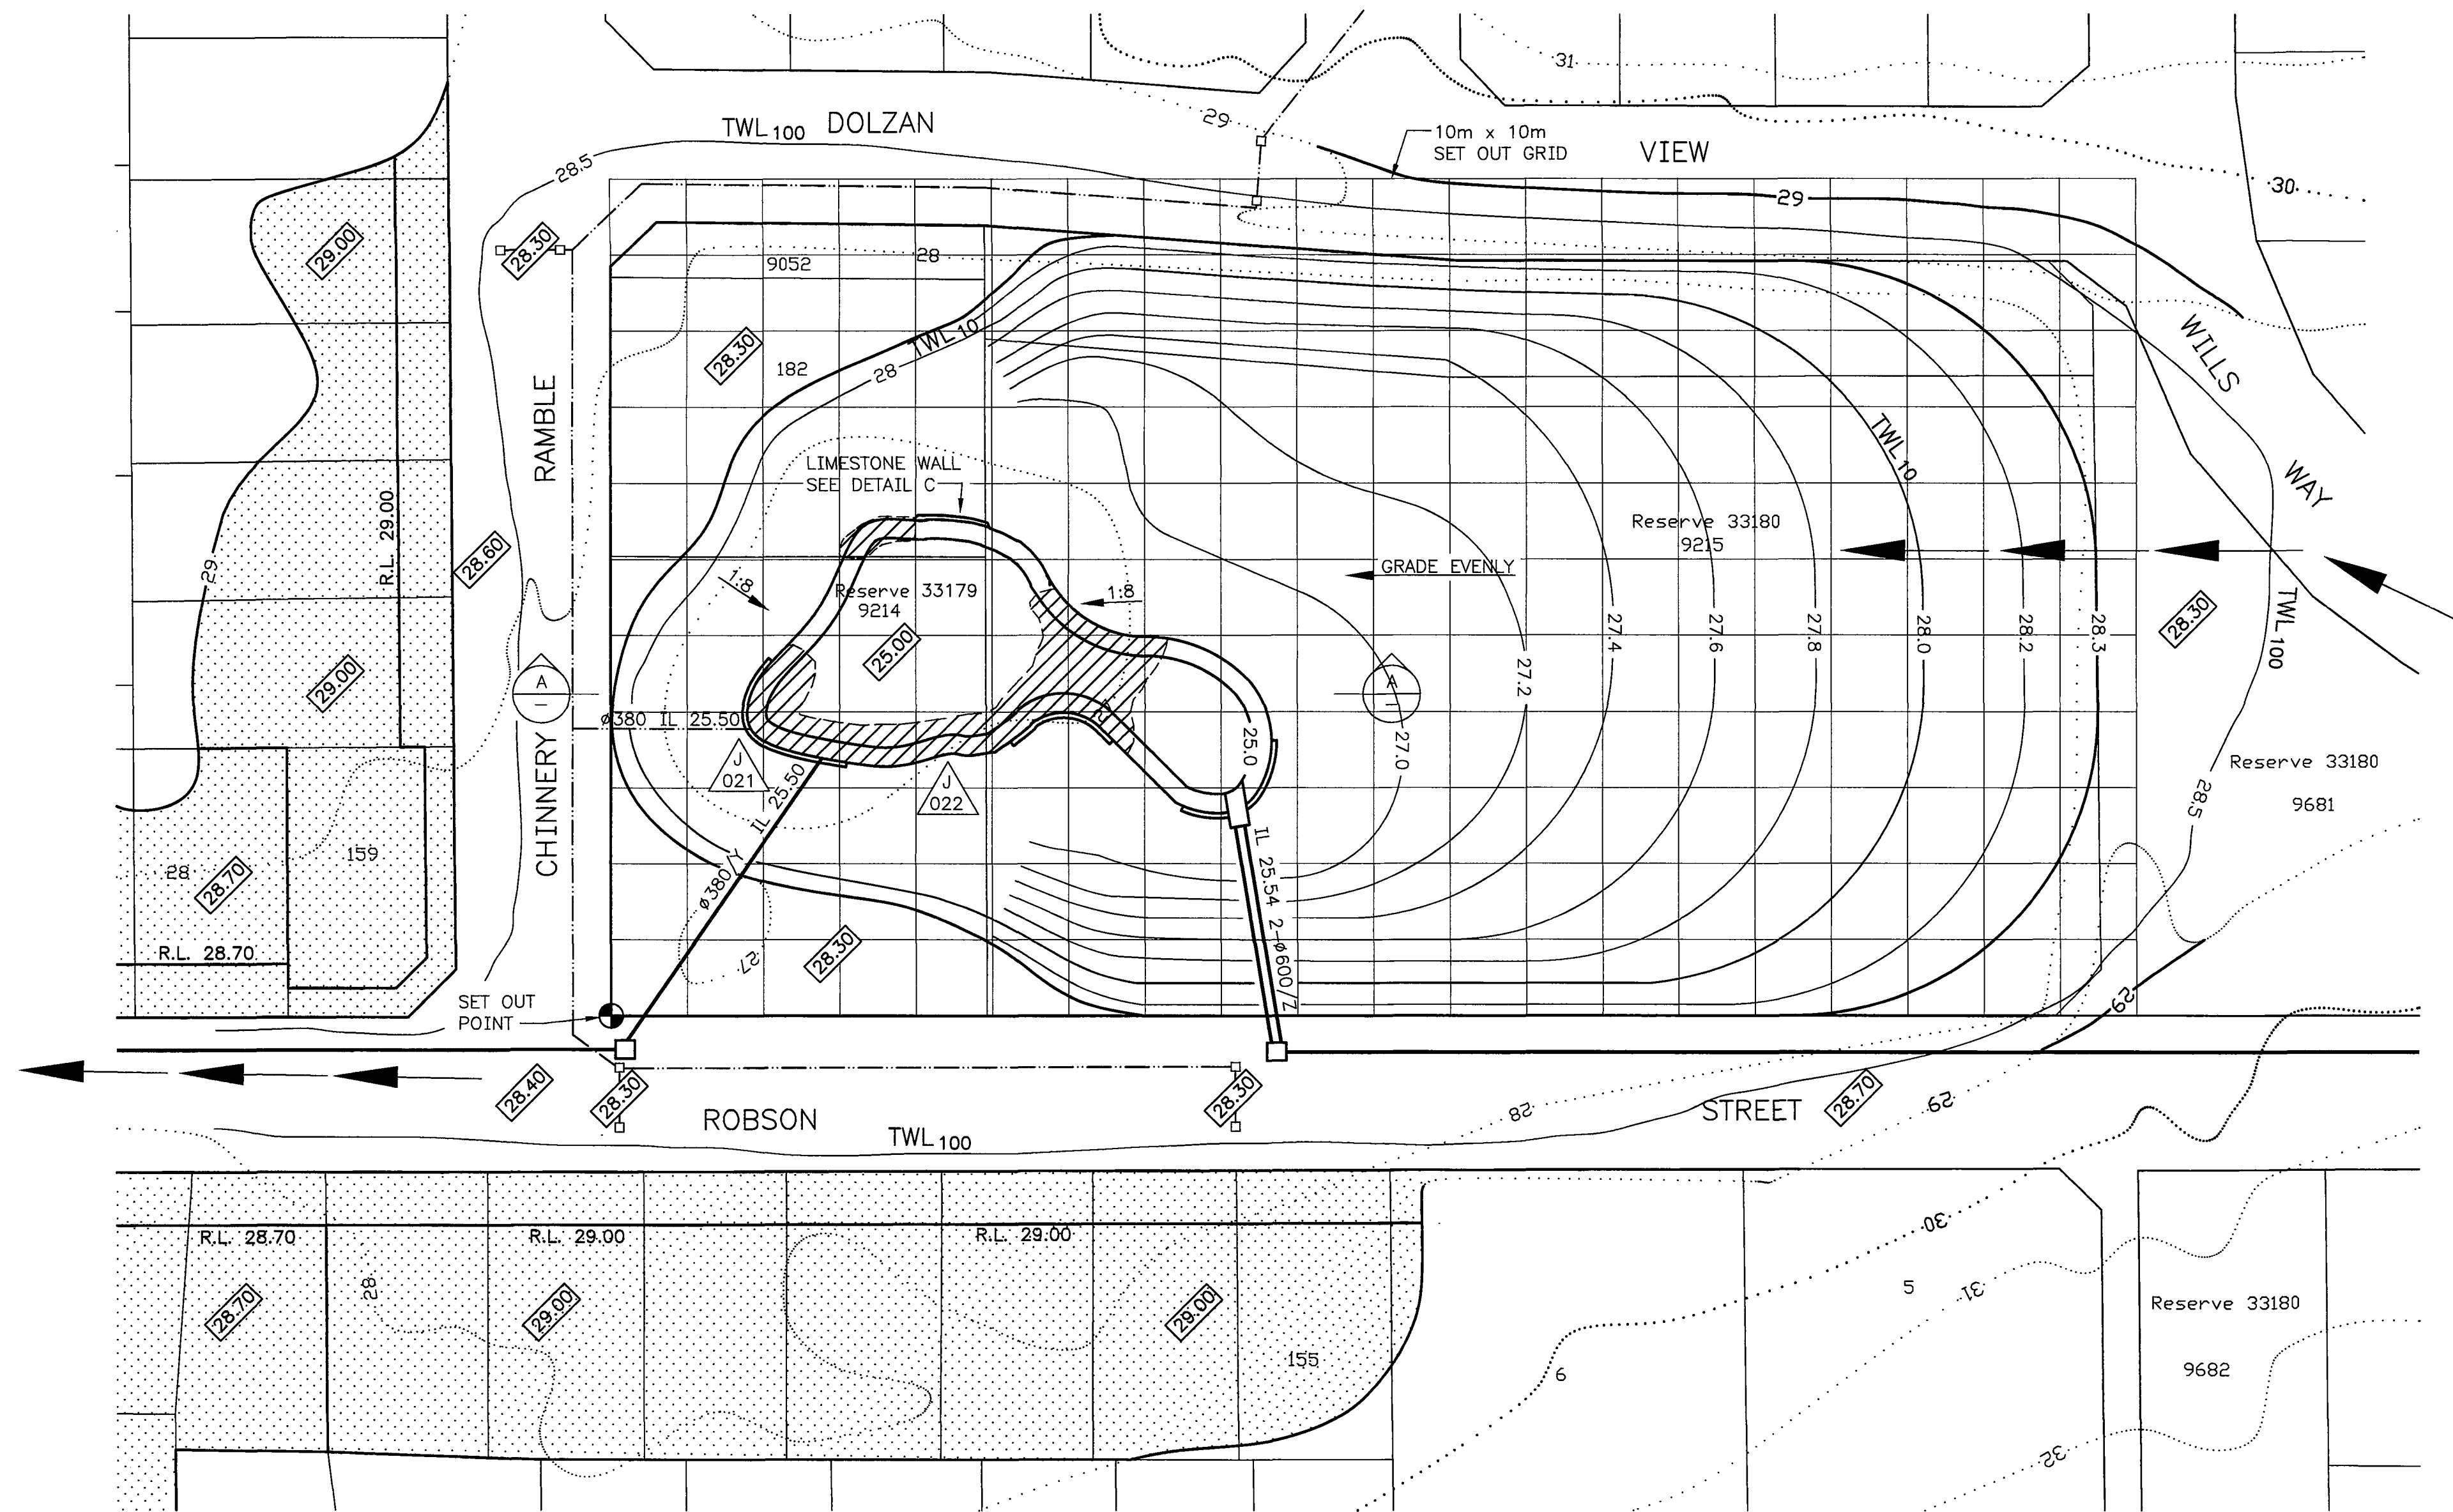 31
29
TWL 100 DOLZAN
10m x 10m
SET OUT GRID
VIEW
28.5
29
30
28.30
29.00
9052
28
28.30
TWL 10
28
182
RAMBLE
WILLS
WAY
LIMESTONE WALL
SEE DETAIL C
TWL 10
R.L. 29.00
28.60
29
Reserve 33180
9215
GRADE EVENLY
1:8
1:8
Reserve 33179
9214
25.00
27.4
27.6
27.8
28.0
28.2
28.3
TWL 100
28.30
29.00
A
—
A
—
27.2
ø380 IL 25.50
25.0
27.0
J
021
J
022
IL 25.50
ø380/Y
CHINNERY
IL 25.54 2-ø600/Z
28.5
Reserve 33180
9681
159
28
28.70
R.L. 28.70
27
28.30
SET OUT
POINT
29
28.40
28.30
28.30
28.70
28
29
ROBSON
TWL 100
STREET
R.L. 28.70
R.L. 29.00
R.L. 29.00
30
28
28.70
29.00
29.00
5
31
Reserve 33180
155
6
9682
32